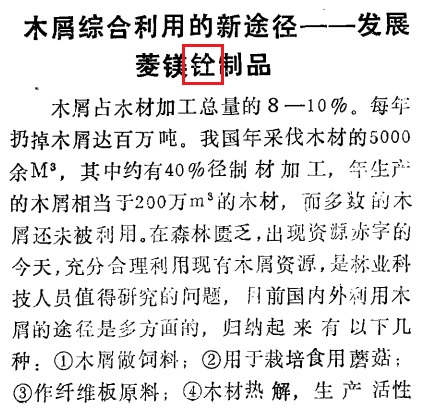 木屑综合利用的新途径——发展
菱镁制品
木屑占木材加工总量的8—10%。每年
扔掉木屑达百万吨。我国年采伐木材的5000
余M³，其中约有40%径制材加工，年生产
的木屑相当于200万m³的木材，而多数的木
屑还未被利用。在森林匮乏，出现资源赤字的
今天，充分合理利用现有木屑资源，是林业科
技人员值得研究的问题，目前国内外利用木
屑的途径是多方面的，归纳起来有以下几
种：①木屑做饲料；②用于栽培食用蘑菇；
③作纤维板原料；④木材热解，生产活性